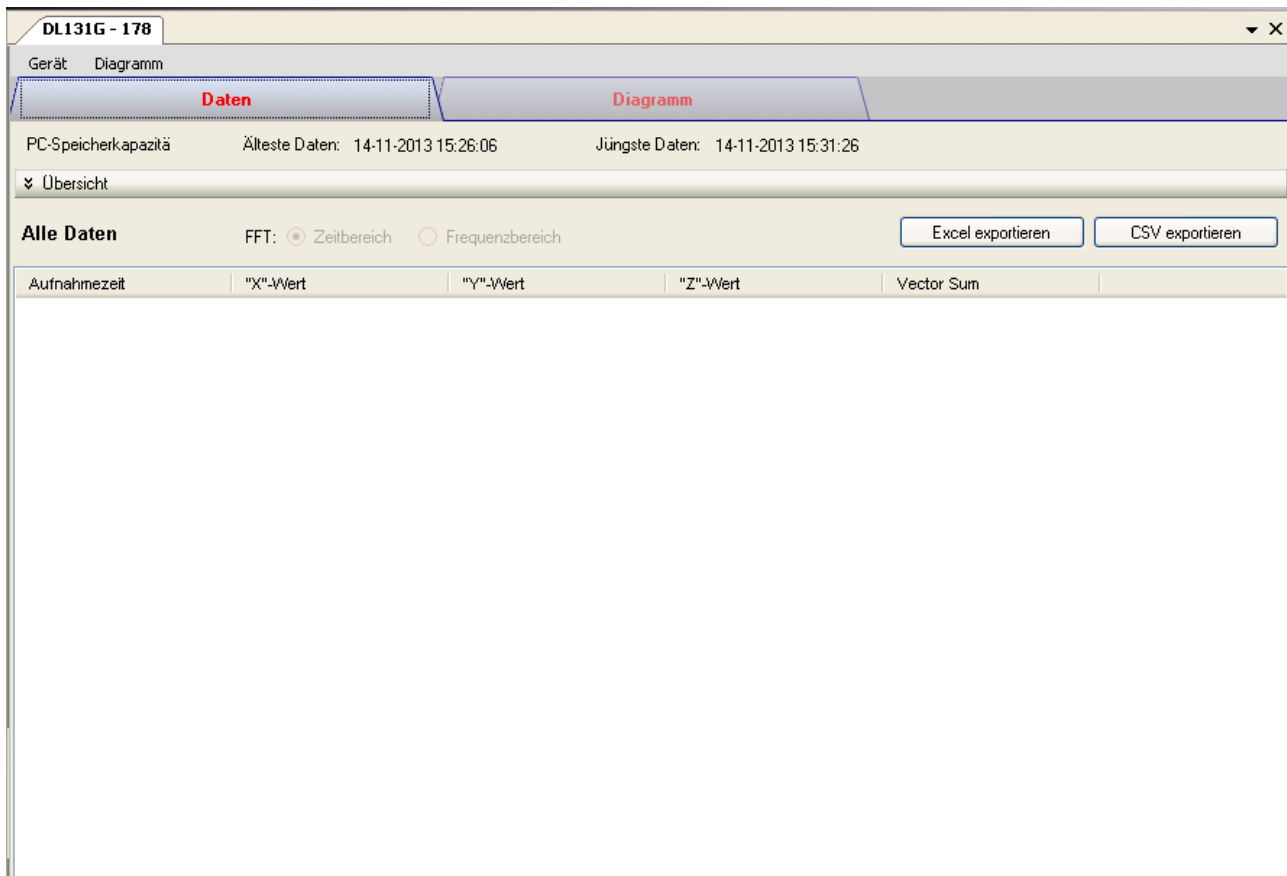 DL131G - 178
Gerät Diagramm
Daten Diagramm
PC-Speicherkapazitä Älteste Daten: 14-11-2013 15:26:06 Jüngste Daten: 14-11-2013 15:31:26
Übersicht
Alle Daten FFT: Zeitbereich Frequenzbereich Excel exportieren CSV exportieren
Aufnahmezeit "X"-Wert "Y"-Wert "Z"-Wert Vector Sum